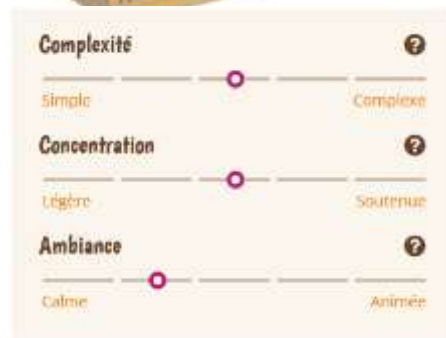 Complexité
Simple Complexe
Concentration
Légère Soutenue
Ambiance
Calme Animée